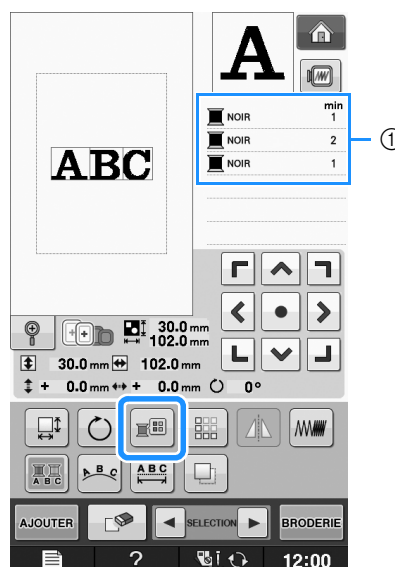 A
min
NOIR 1
NOIR 2
NOIR 1
①
ABC
30.0 mm
102.0 mm
30.0 mm 102.0 mm
+ 0.0 mm + 0.0 mm 0°
A B C
A B C
A B C
AJOUTER SELECTION BRODERIE
? 12:00